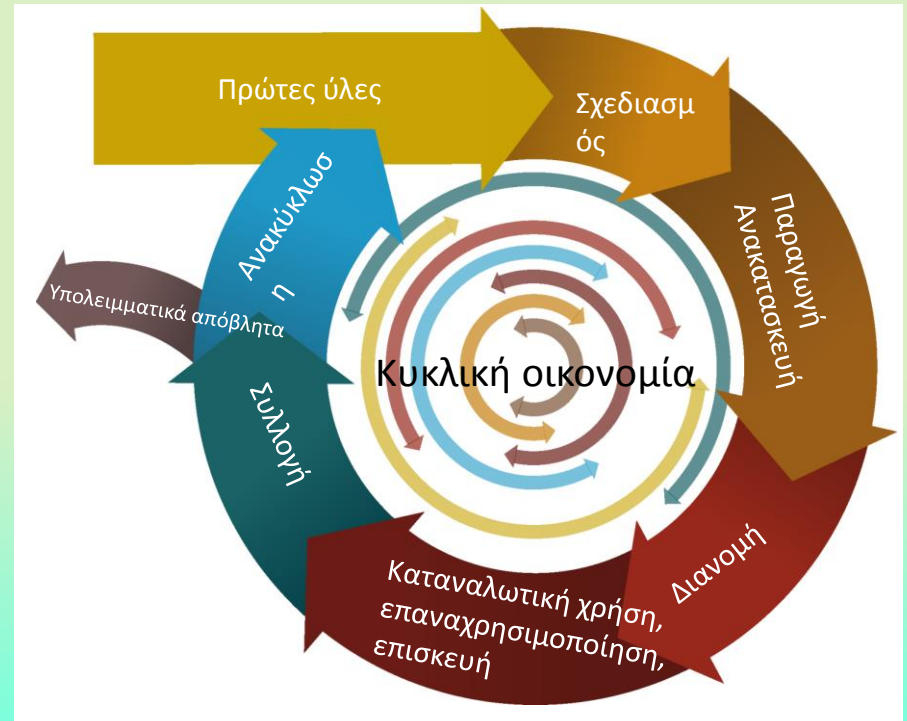 Πρώτες ύλες
Σχεδιασμ
ός
Παραγωγή
Ανακατασκευή
Διανομή
Καταναλωτική χρήση,
επαναχρησιμοποίηση,
επισκευή
Συλλογή
Υπολειμματικά απόβλητα
Ανακύκλωσ
η
Κυκλική οικονομία